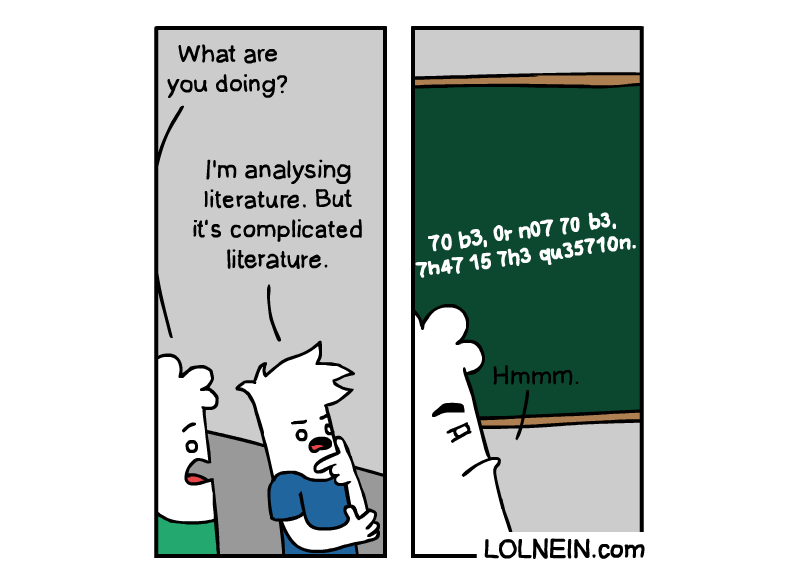 What are
you doing?
I'm analysing
literature. But
it's complicated
literature.
70 b3, 0r n07 70 b3,
7h47 15 7h3 qu35710n.
Hmmm.
LOLNEIN.com